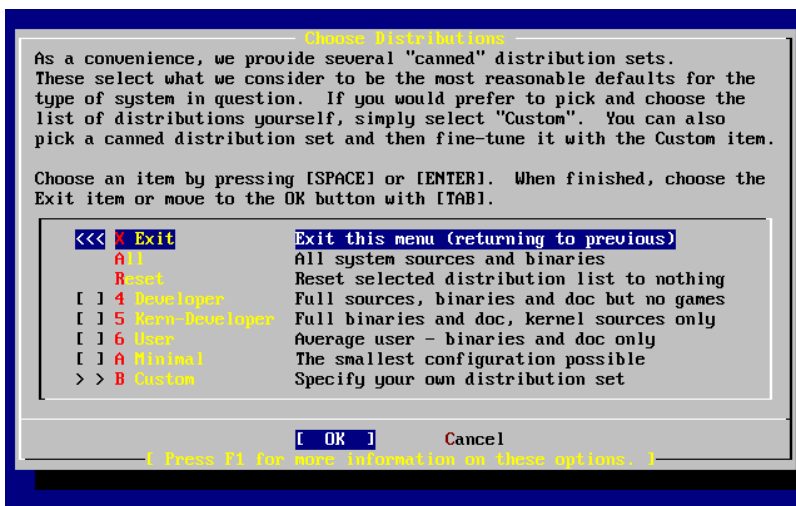 Choose Distributions
As a convenience, we provide several "canned" distribution sets.
These select what we consider to be the most reasonable defaults for the
type of system in question.  If you would prefer to pick and choose the
list of distributions yourself, simply select "Custom".  You can also
pick a canned distribution set and then fine-tune it with the Custom item.
Choose an item by pressing [SPACE] or [ENTER].  When finished, choose the
Exit item or move to the OK button with [TAB].
<<< X Exit Exit this menu (returning to previous)
All All system sources and binaries
Reset Reset selected distribution list to nothing
[ ] 4 Developer Full sources, binaries and doc but no games
[ ] 5 Kern-Developer Full binaries and doc, kernel sources only
[ ] 6 User Average user - binaries and doc only
[ ] A Minimal The smallest configuration possible
> > B Custom Specify your own distribution set
[ OK ] Cancel
[ Press F1 for more information on these options. ]